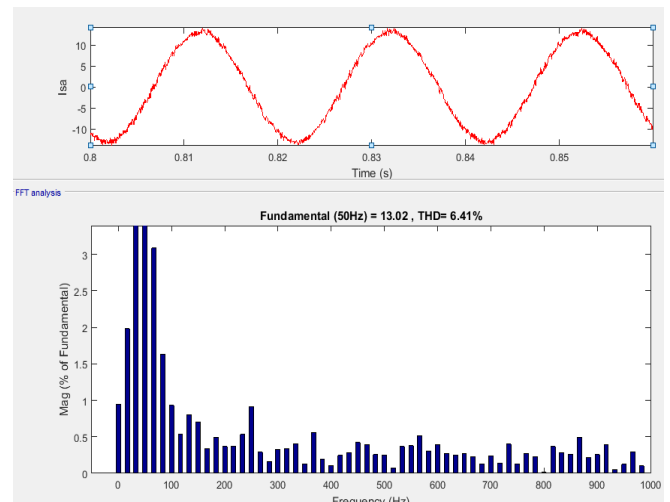 10
5
0
-5
-10
Isa
0.8 0.81 0.82 0.83 0.84 0.85
Time (s)
FFT analysis
Fundamental (50Hz) = 13.02 , THD= 6.41%
3
2.5
2
1.5
1
0.5
0
Mag (% of Fundamental)
0 100 200 300 400 500 600 700 800 900 1000
Frequency (Hz)